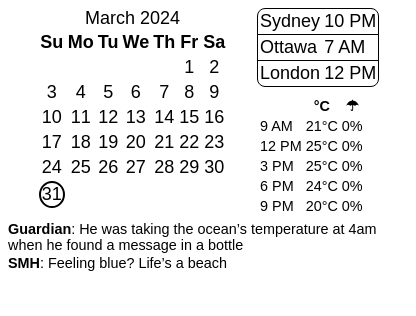 March 2024
Su Mo Tu We Th Fr Sa
1 2
3 4 5 6 7 8 9
10 11 12 13 14 15 16
17 18 19 20 21 22 23
24 25 26 27 28 29 30
31
Sydney 10 PM
Ottawa 7 AM
London 12 PM
°C ☂
9 AM 21°C 0%
12 PM 25°C 0%
3 PM 25°C 0%
6 PM 24°C 0%
9 PM 20°C 0%
Guardian: He was taking the ocean’s temperature at 4am
when he found a message in a bottle
SMH: Feeling blue? Life’s a beach